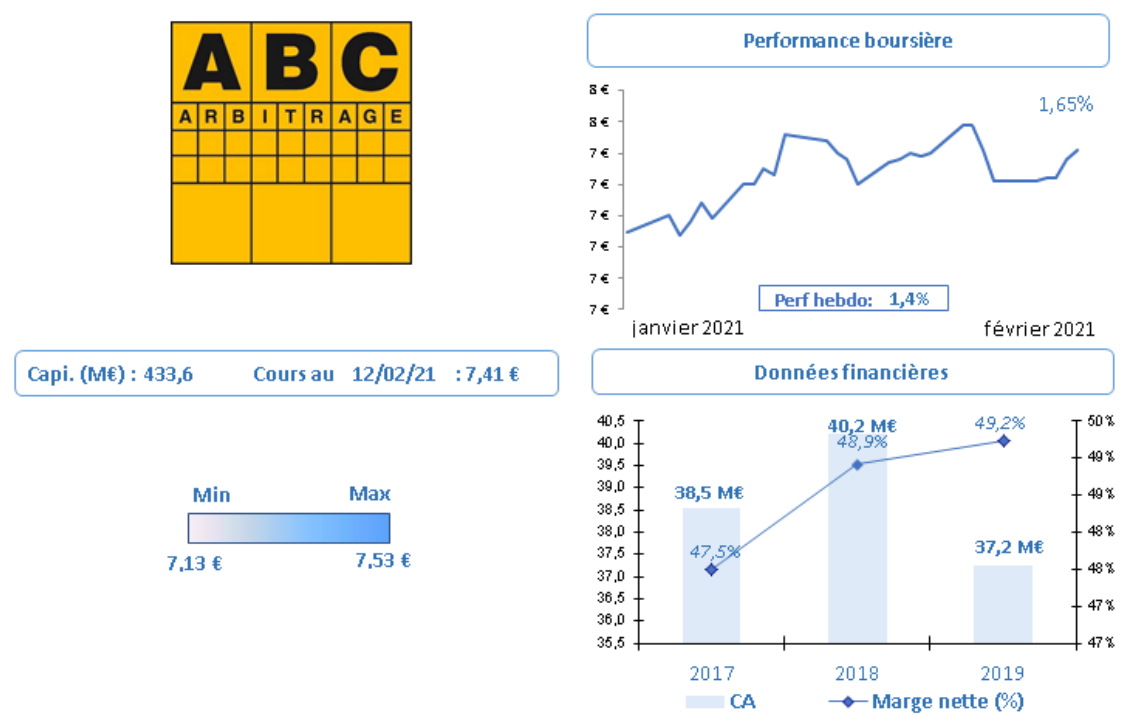 ABC
ARBITRAGE
Performance boursière
8 €
8 €
7 €
7 €
7 €
7 €
7 €
7 €
1,65%
Perf hebdo: 1,4%
janvier 2021 février 2021
Capi. (M€) : 433,6 Cours au 12/02/21 : 7,41 €
Min Max
7,13 € 7,53 €
Données financières
40,5
40,0
39,5
39,0
38,5
38,0
37,5
37,0
36,5
36,0
35,5
38,5 M€
47,5%
40,2 M€
48,9%
49,2%
37,2 M€
50%
49%
49%
48%
48%
47%
47%
2017 2018 2019
CA Marge nette (%)